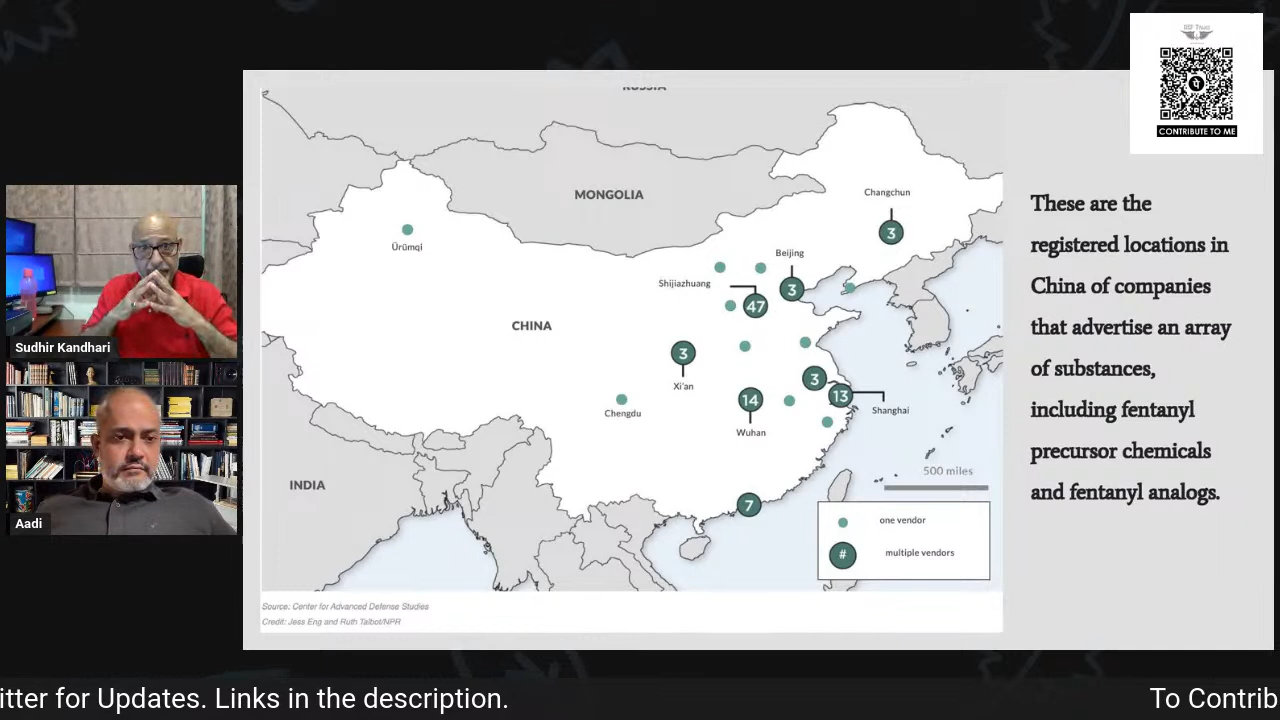 CONTRIBUTE TO ME
RUSSIA
MONGOLIA
Changchun
3
Ürümqi
Beijing
3
Shijiazhuang
47
CHINA
3
Xi'an
3
13
Shanghai
14
Wuhan
Chengdu
INDIA
7
500 miles
one vendor
#
multiple vendors
Source: Center for Advanced Defense Studies
Credit: Jess Eng and Ruth Talbot/NPR
These are the
registered locations in
China of companies
that advertise an array
of substances,
including fentanyl
precursor chemicals
and fentanyl analogs.
Sudhir Kandhari
Aadi
itter for Updates. Links in the description.
To Contrib